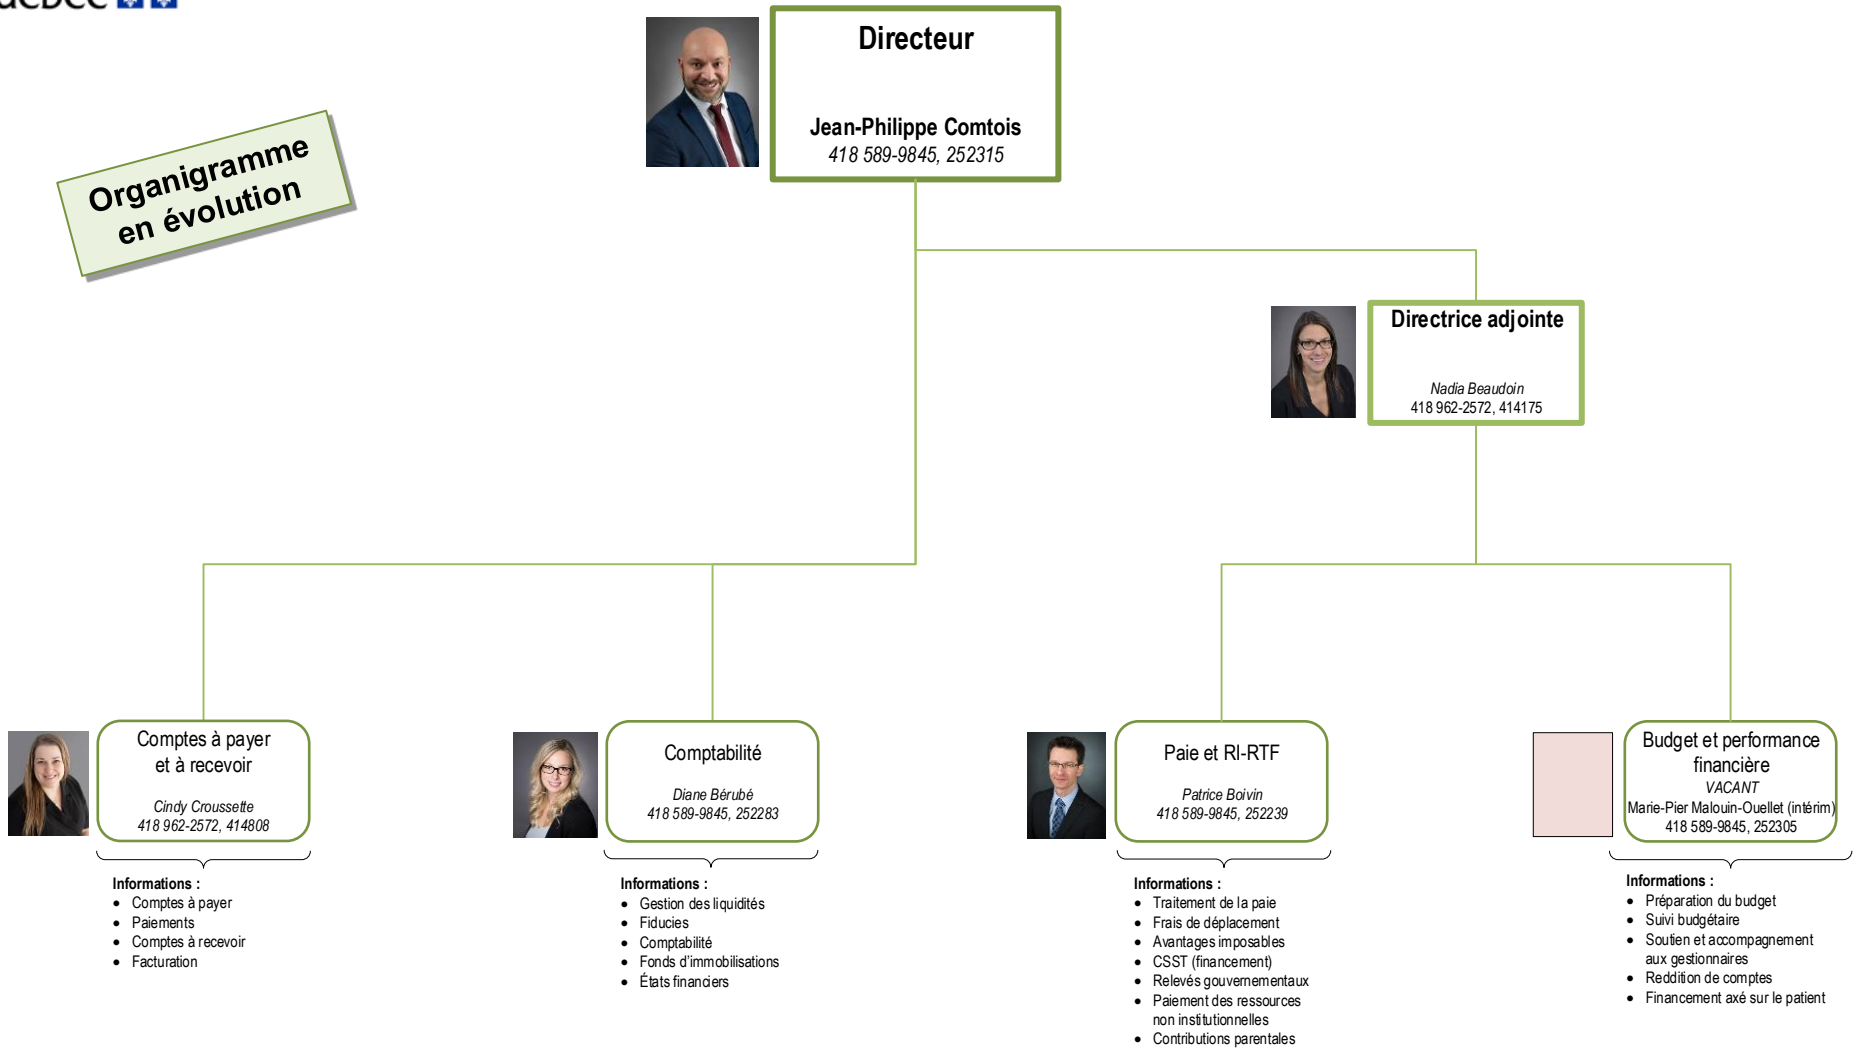 Directeur
Jean-Philippe Comtois
418 589-9845, 252315
Organigramme
en évolution
Directrice adjointe
Nadia Beaudoin
418 962-2572, 414175
Comptes à payer
et à recevoir
Cindy Croussette
418 962-2572, 414808
Comptabilité
Diane Bérubé
418 589-9845, 252283
Paie et RI-RTF
Patrice Boivin
418 589-9845, 252239
Budget et performance
financière
VACANT
Marie-Pier Malouin-Ouellet (intérim)
418 589-9845, 252305
Informations :
• Comptes à payer
• Paiements
• Comptes à recevoir
• Facturation
Informations :
• Gestion des liquidités
• Fiducies
• Comptabilité
• Fonds d'immobilisations
• États financiers
Informations :
• Traitement de la paie
• Frais de déplacement
• Avantages imposables
• CSST (financement)
• Relevés gouvernementaux
• Paiement des ressources
non institutionnelles
• Contributions parentales
Informations :
• Préparation du budget
• Suivi budgétaire
• Soutien et accompagnement
aux gestionnaires
• Reddition de comptes
• Financement axé sur le patient